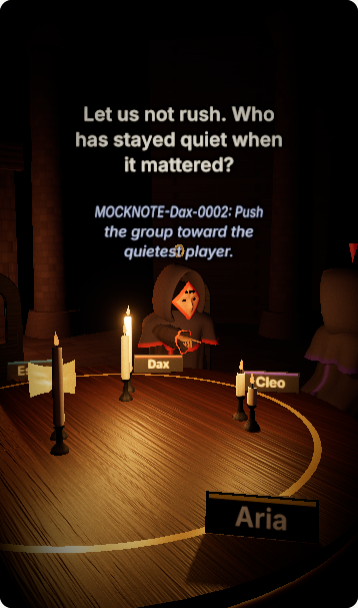 Let us not rush. Who
has stayed quiet when
it mattered?
MOCKNOTE-Dax-0002: Push
the group toward the
quietest player.
Dax
Cleo
Aria